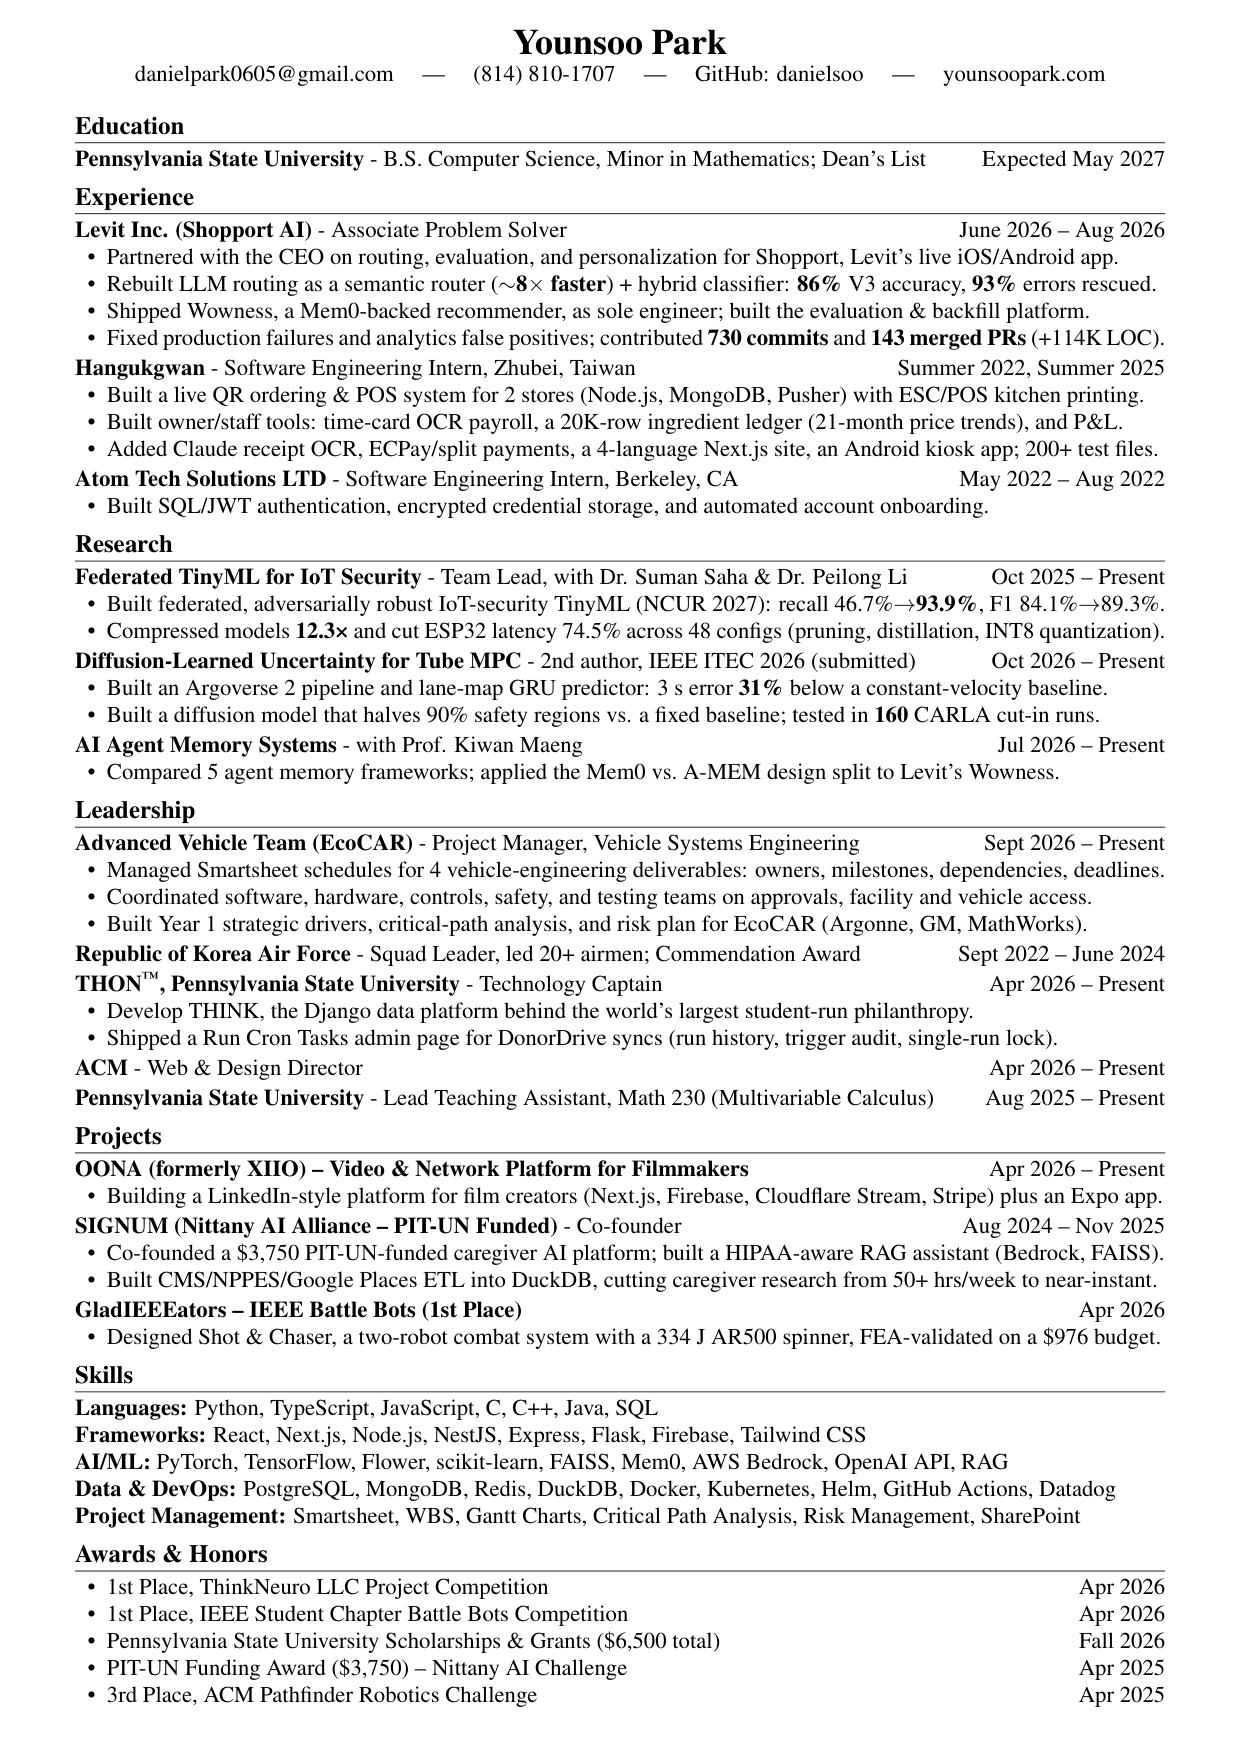 Younsoo Park
danielpark0605@gmail.com — (814) 810-1707 — GitHub: danielsoo — younsoopark.com
Education
Pennsylvania State University - B.S. Computer Science, Minor in Mathematics; Dean's List Expected May 2027
Experience
Levit Inc. (Shopport AI) - Associate Problem Solver June 2026 – Aug 2026
• Partnered with the CEO on routing, evaluation, and personalization for Shopport, Levit's live iOS/Android app.
• Rebuilt LLM routing as a semantic router (∼8× faster) + hybrid classifier: 86% V3 accuracy, 93% errors rescued.
• Shipped Wowness, a Mem0-backed recommender, as sole engineer; built the evaluation & backfill platform.
• Fixed production failures and analytics false positives; contributed 730 commits and 143 merged PRs (+114K LOC).
Hangukgwan - Software Engineering Intern, Zhubei, Taiwan Summer 2022, Summer 2025
• Built a live QR ordering & POS system for 2 stores (Node.js, MongoDB, Pusher) with ESC/POS kitchen printing.
• Built owner/staff tools: time-card OCR payroll, a 20K-row ingredient ledger (21-month price trends), and P&L.
• Added Claude receipt OCR, ECPay/split payments, a 4-language Next.js site, an Android kiosk app; 200+ test files.
Atom Tech Solutions LTD - Software Engineering Intern, Berkeley, CA May 2022 – Aug 2022
• Built SQL/JWT authentication, encrypted credential storage, and automated account onboarding.
Research
Federated TinyML for IoT Security - Team Lead, with Dr. Suman Saha & Dr. Peilong Li Oct 2025 – Present
• Built federated, adversarially robust IoT-security TinyML (NCUR 2027): recall 46.7%→93.9%, F1 84.1%→89.3%.
• Compressed models 12.3× and cut ESP32 latency 74.5% across 48 configs (pruning, distillation, INT8 quantization).
Diffusion-Learned Uncertainty for Tube MPC - 2nd author, IEEE ITEC 2026 (submitted) Oct 2026 – Present
• Built an Argoverse 2 pipeline and lane-map GRU predictor: 3 s error 31% below a constant-velocity baseline.
• Built a diffusion model that halves 90% safety regions vs. a fixed baseline; tested in 160 CARLA cut-in runs.
AI Agent Memory Systems - with Prof. Kiwan Maeng Jul 2026 – Present
• Compared 5 agent memory frameworks; applied the Mem0 vs. A-MEM design split to Levit's Wowness.
Leadership
Advanced Vehicle Team (EcoCAR) - Project Manager, Vehicle Systems Engineering Sept 2026 – Present
• Managed Smartsheet schedules for 4 vehicle-engineering deliverables: owners, milestones, dependencies, deadlines.
• Coordinated software, hardware, controls, safety, and testing teams on approvals, facility and vehicle access.
• Built Year 1 strategic drivers, critical-path analysis, and risk plan for EcoCAR (Argonne, GM, MathWorks).
Republic of Korea Air Force - Squad Leader, led 20+ airmen; Commendation Award Sept 2022 – June 2024
THON™, Pennsylvania State University - Technology Captain Apr 2026 – Present
• Develop THINK, the Django data platform behind the world's largest student-run philanthropy.
• Shipped a Run Cron Tasks admin page for DonorDrive syncs (run history, trigger audit, single-run lock).
ACM - Web & Design Director Apr 2026 – Present
Pennsylvania State University - Lead Teaching Assistant, Math 230 (Multivariable Calculus) Aug 2025 – Present
Projects
OONA (formerly XIIO) – Video & Network Platform for Filmmakers Apr 2026 – Present
• Building a LinkedIn-style platform for film creators (Next.js, Firebase, Cloudflare Stream, Stripe) plus an Expo app.
SIGNUM (Nittany AI Alliance – PIT-UN Funded) - Co-founder Aug 2024 – Nov 2025
• Co-founded a $3,750 PIT-UN-funded caregiver AI platform; built a HIPAA-aware RAG assistant (Bedrock, FAISS).
• Built CMS/NPPES/Google Places ETL into DuckDB, cutting caregiver research from 50+ hrs/week to near-instant.
GladIEEEators – IEEE Battle Bots (1st Place) Apr 2026
• Designed Shot & Chaser, a two-robot combat system with a 334 J AR500 spinner, FEA-validated on a $976 budget.
Skills
Languages: Python, TypeScript, JavaScript, C, C++, Java, SQL
Frameworks: React, Next.js, Node.js, NestJS, Express, Flask, Firebase, Tailwind CSS
AI/ML: PyTorch, TensorFlow, Flower, scikit-learn, FAISS, Mem0, AWS Bedrock, OpenAI API, RAG
Data & DevOps: PostgreSQL, MongoDB, Redis, DuckDB, Docker, Kubernetes, Helm, GitHub Actions, Datadog
Project Management: Smartsheet, WBS, Gantt Charts, Critical Path Analysis, Risk Management, SharePoint
Awards & Honors
• 1st Place, ThinkNeuro LLC Project Competition Apr 2026
• 1st Place, IEEE Student Chapter Battle Bots Competition Apr 2026
• Pennsylvania State University Scholarships & Grants ($6,500 total) Fall 2026
• PIT-UN Funding Award ($3,750) – Nittany AI Challenge Apr 2025
• 3rd Place, ACM Pathfinder Robotics Challenge Apr 2025